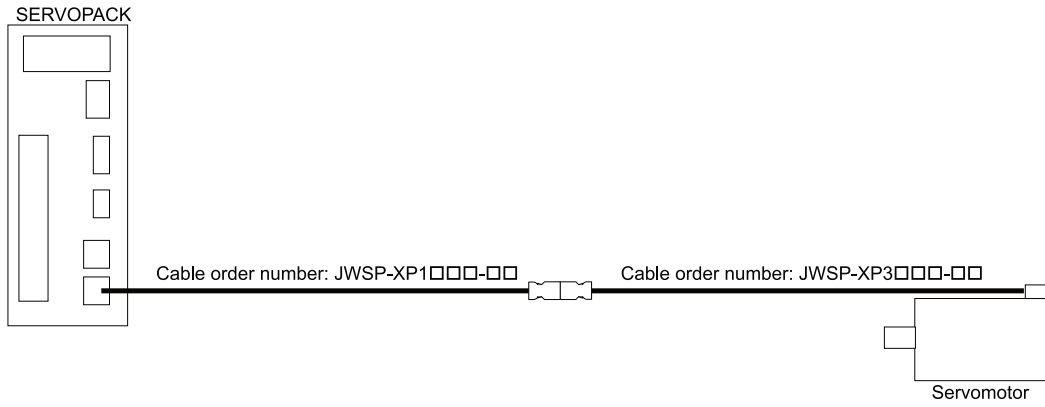 SERVOPACK
Cable order number: JWSP-XP1□□□-□□
Cable order number: JWSP-XP3□□□-□□
Servomotor